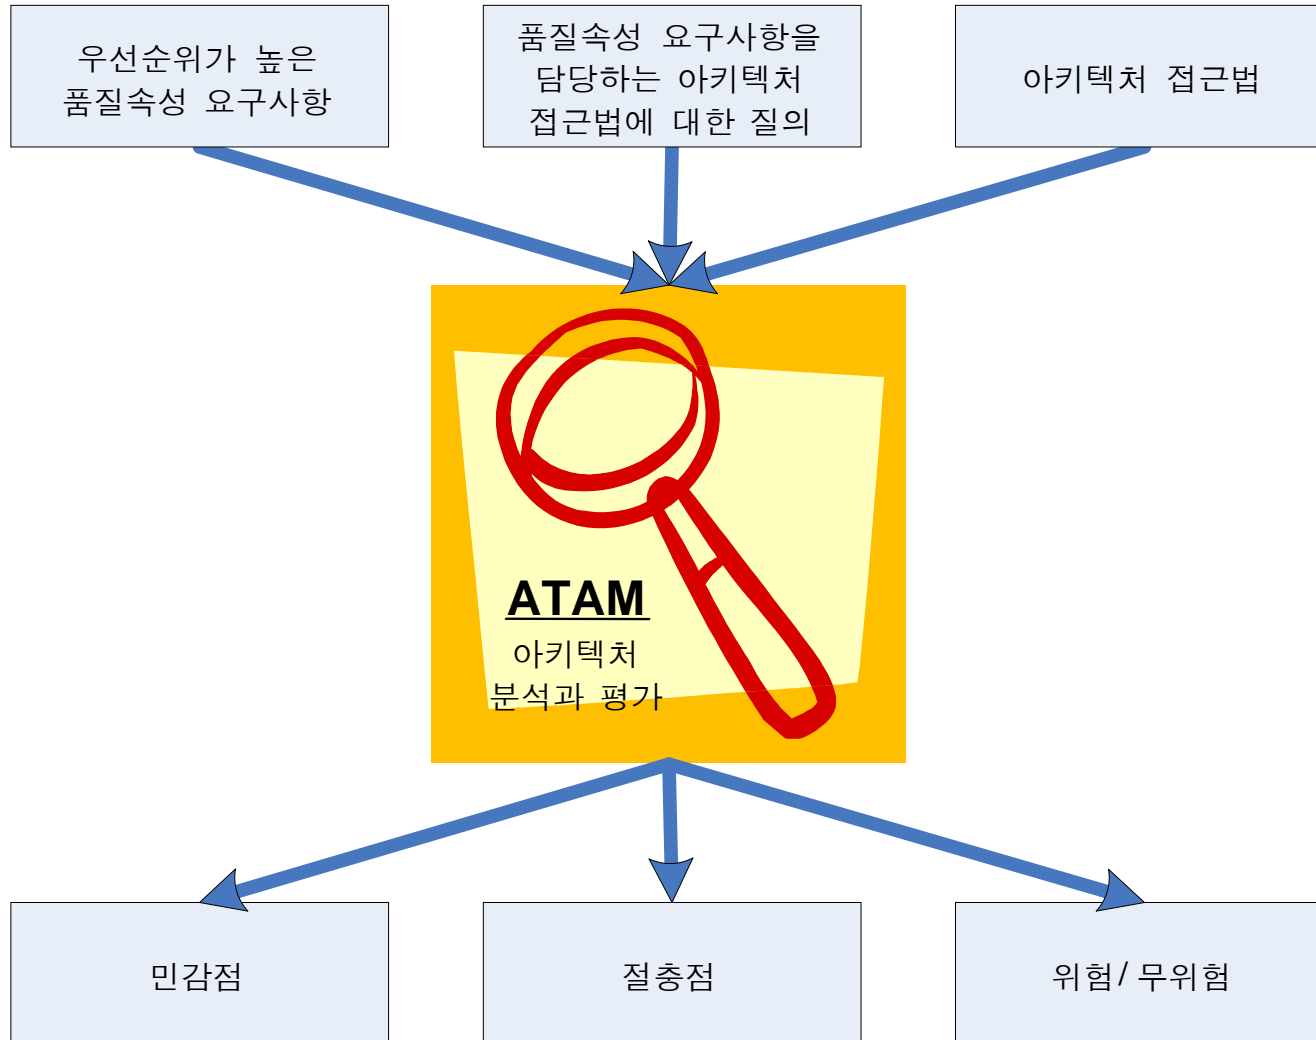 우선순위가 높은
품질속성 요구사항
품질속성 요구사항을
담당하는 아키텍처
접근법에 대한 질의
아키텍처 접근법
ATAM
아키텍처
분석과 평가
민감점
절충점
위험/무위험